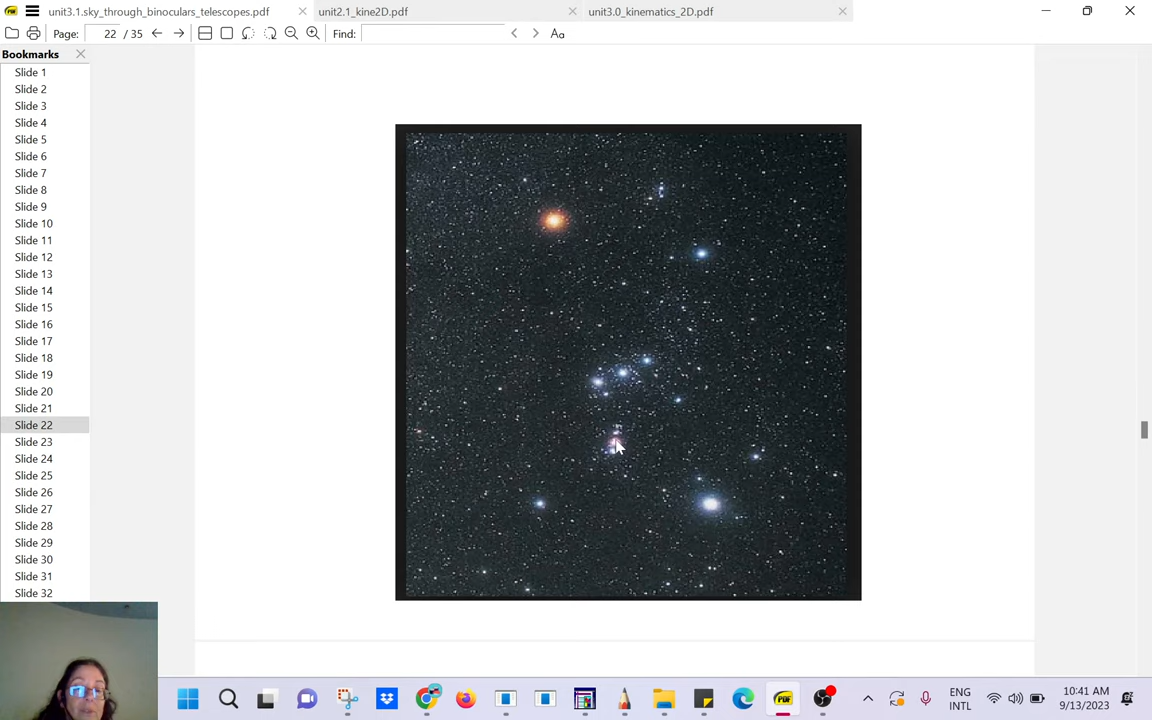 unit3.1.sky_through_binoculars_telescopes.pdf
unit2.1_kine2D.pdf
unit3.0_kinematics_2D.pdf
Page: 22 / 35
Find:
Aa
Bookmarks
Slide 1
Slide 2
Slide 3
Slide 4
Slide 5
Slide 6
Slide 7
Slide 8
Slide 9
Slide 10
Slide 11
Slide 12
Slide 13
Slide 14
Slide 15
Slide 16
Slide 17
Slide 18
Slide 19
Slide 20
Slide 21
Slide 22
Slide 23
Slide 24
Slide 25
Slide 26
Slide 27
Slide 28
Slide 29
Slide 30
Slide 31
Slide 32
ENG
INTL
10:41 AM
9/13/2023